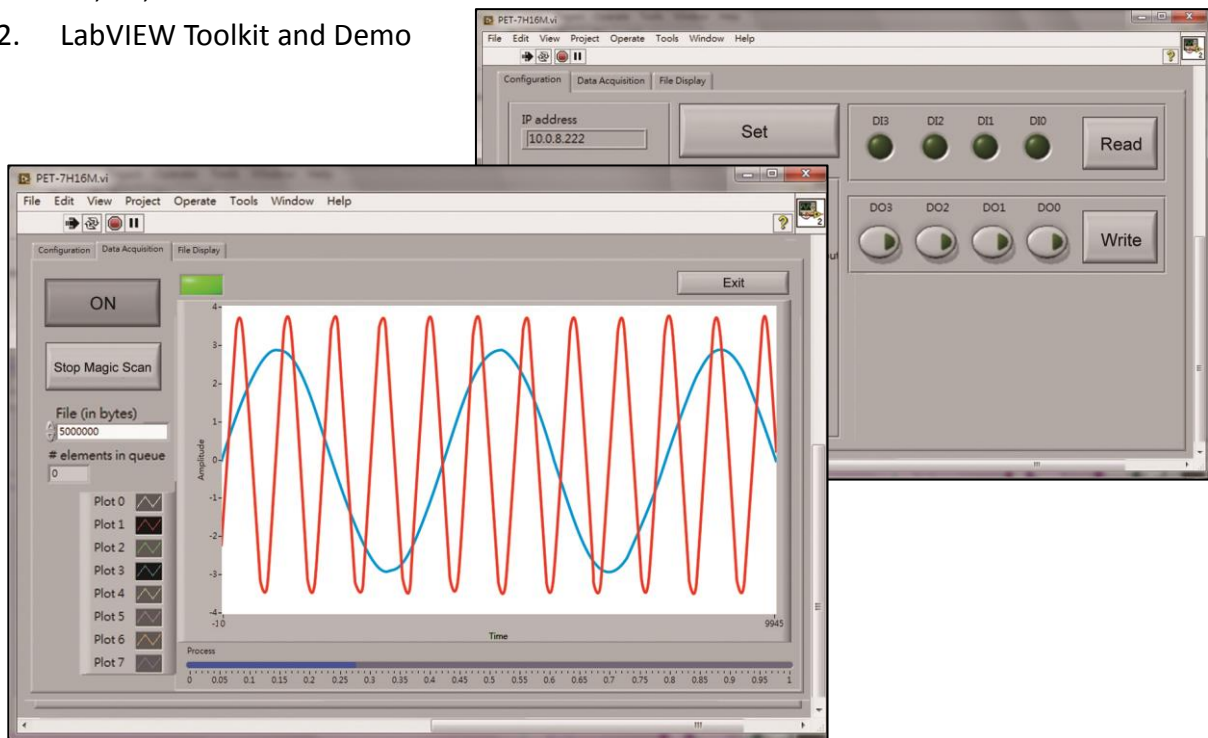 2. LabVIEW Toolkit and Demo
PET-7H16M.vi
File Edit View Project Operate Tools Window Help
2
Configuration Data Acquisition File Display
IP address
10.0.8.222
Set
DI3 DI2 DI1 DI0
Read
DO3 DO2 DO1 DO0
Write
PET-7H16M.vi
File Edit View Project Operate Tools Window Help
2
Configuration Data Acquisition File Display
ON
Exit
Stop Magic Scan
File (in bytes)
5000000
# elements in queue
0
Plot 0
Plot 1
Plot 2
Plot 3
Plot 4
Plot 5
Plot 6
Plot 7
Amplitude
4
3
2
1
0
-1
-2
-3
-4
-10 9945
Time
Process
0 0.05 0.1 0.15 0.2 0.25 0.3 0.35 0.4 0.45 0.5 0.55 0.6 0.65 0.7 0.75 0.8 0.85 0.9 0.95 1